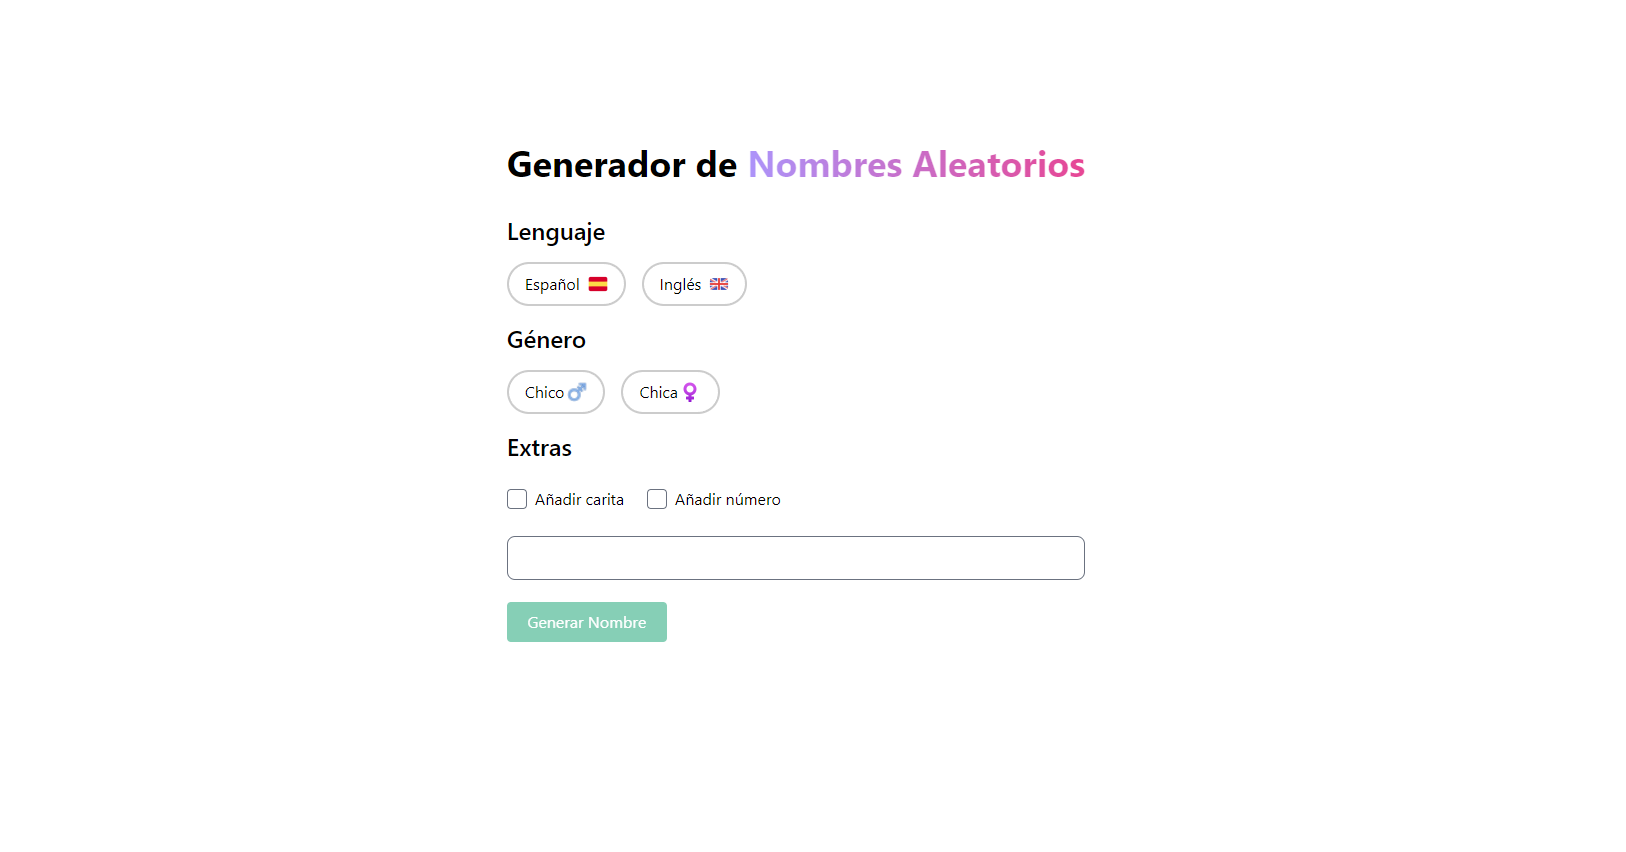 Generador de Nombres Aleatorios
Lenguaje
Español Inglés
Género
Chico Chica
Extras
Añadir carita Añadir número
Generar Nombre